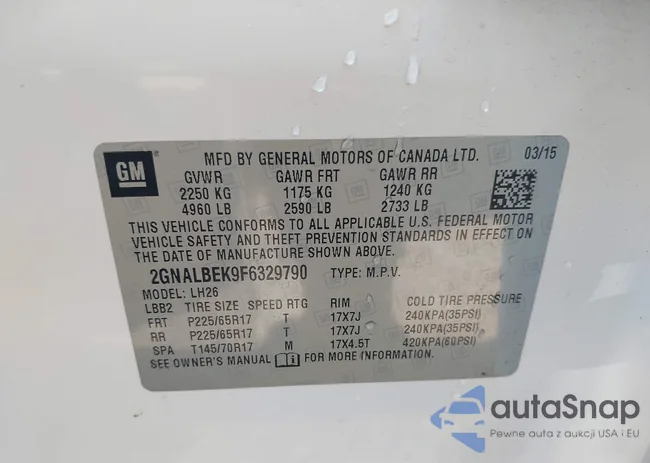 GM
MFD BY GENERAL MOTORS OF CANADA LTD. 03/15
GVWR GAWR FRT GAWR RR
2250 KG 1175 KG 1240 KG
4960 LB 2590 LB 2733 LB
THIS VEHICLE CONFORMS TO ALL APPLICABLE U.S. FEDERAL MOTOR
VEHICLE SAFETY AND THEFT PREVENTION STANDARDS IN EFFECT ON
THE DATE OF MANUFACTURE SHOWN ABOVE.
2GNALBEK9F6329790 TYPE: M.P.V.
MODEL: LH26
LBB2 TIRE SIZE SPEED RTG RIM COLD TIRE PRESSURE
FRT P225/65R17 T 17X7J 240KPA(35PSI)
RR P225/65R17 T 17X7J 240KPA(35PSI)
SPA T145/70R17 M 17X4.5T 420KPA(60PSI)
SEE OWNER'S MANUAL FOR MORE INFORMATION.
autaSnap
Pewne auta z aukcji USA i EU